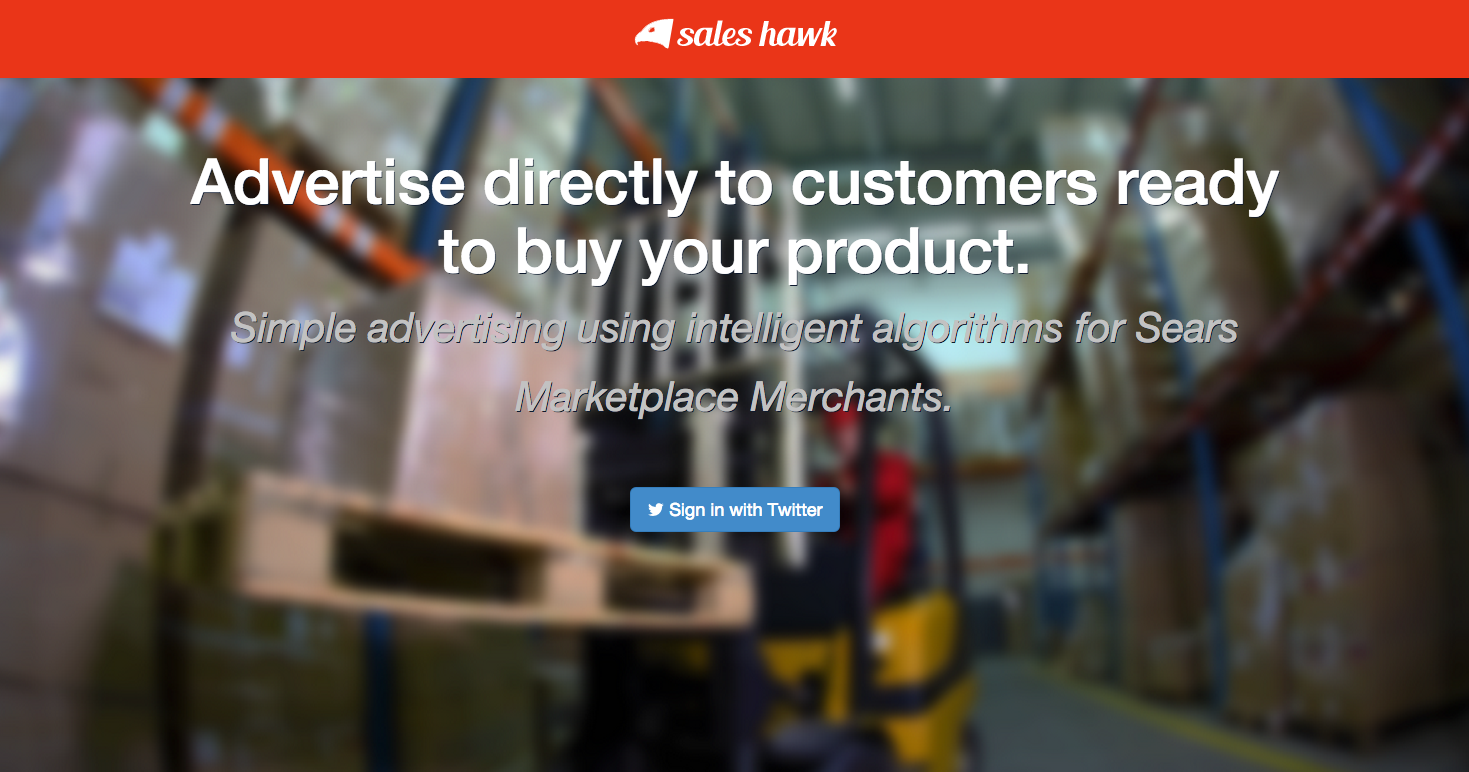 sales hawk
Advertise directly to customers ready
to buy your product.
Simple advertising using intelligent algorithms for Sears
Marketplace Merchants.
Sign in with Twitter